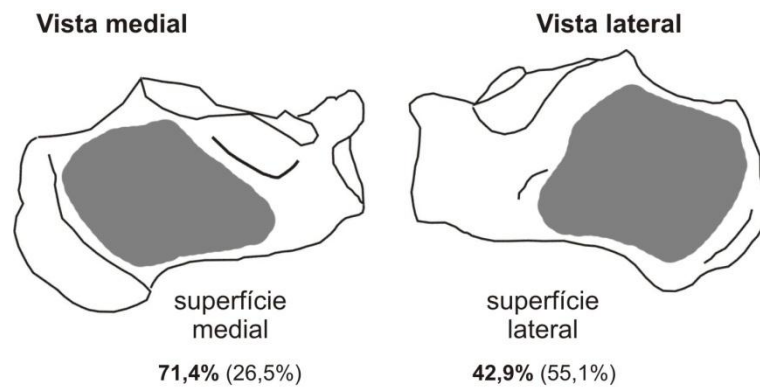 Vista medial
Vista lateral
superfície
medial
superfície
lateral
71,4% (26,5%)
42,9% (55,1%)